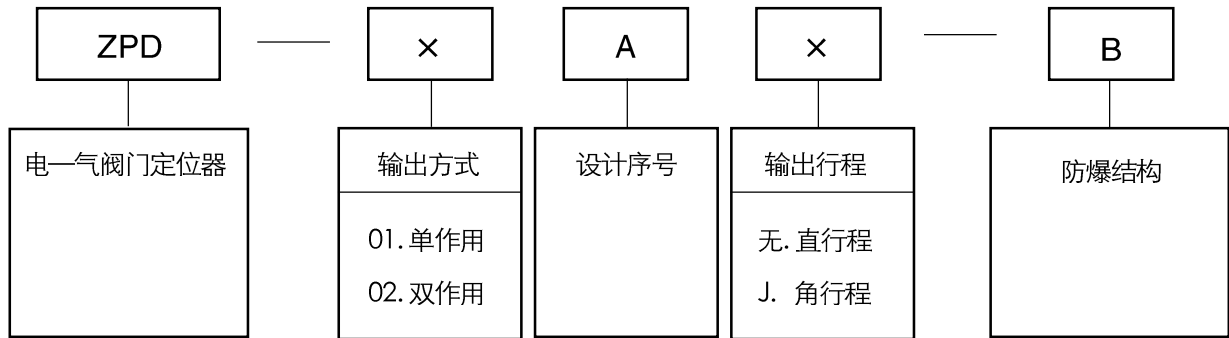 ZPD — × A × — B
电一气阀门定位器
输出方式
01.单作用
02.双作用
设计序号
输出行程
无.直行程
J. 角行程
防爆结构